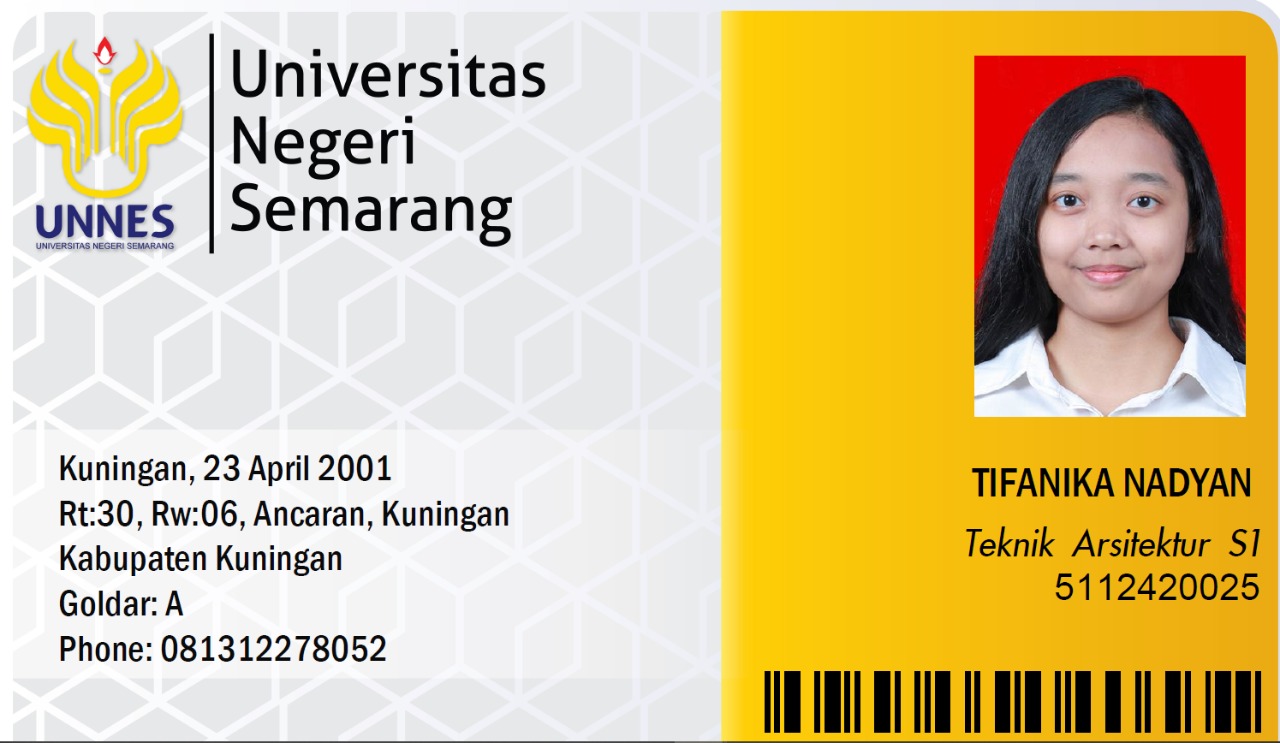 Universitas
Negeri
Semarang
UNNES
UNIVERSITAS NEGERI SEMARANG
Kuningan, 23 April 2001
Rt:30, Rw:06, Ancaran, Kuningan
Kabupaten Kuningan
Goldar: A
Phone: 081312278052
TIFANIKA NADYAN
Teknik Arsitektur S1
5112420025